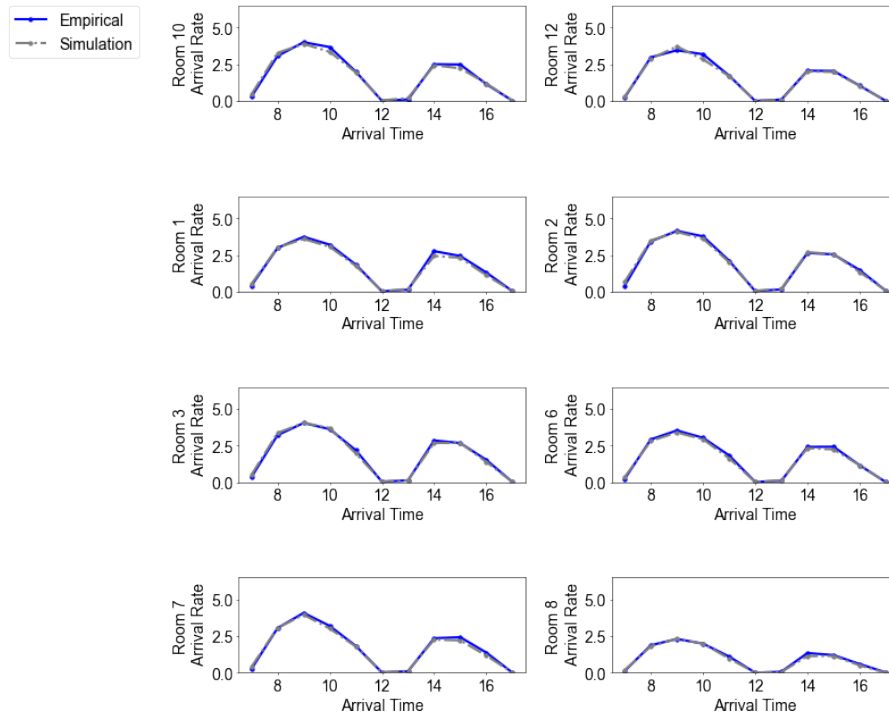 Empirical
Simulation
Room 10
Arrival Rate
5.0
2.5
0.0
8 10 12 14 16
Arrival Time
Room 12
Arrival Rate
5.0
2.5
0.0
8 10 12 14 16
Arrival Time
Room 1
Arrival Rate
5.0
2.5
0.0
8 10 12 14 16
Arrival Time
Room 2
Arrival Rate
5.0
2.5
0.0
8 10 12 14 16
Arrival Time
Room 3
Arrival Rate
5.0
2.5
0.0
8 10 12 14 16
Arrival Time
Room 6
Arrival Rate
5.0
2.5
0.0
8 10 12 14 16
Arrival Time
Room 7
Arrival Rate
5.0
2.5
0.0
8 10 12 14 16
Arrival Time
Room 8
Arrival Rate
5.0
2.5
0.0
8 10 12 14 16
Arrival Time